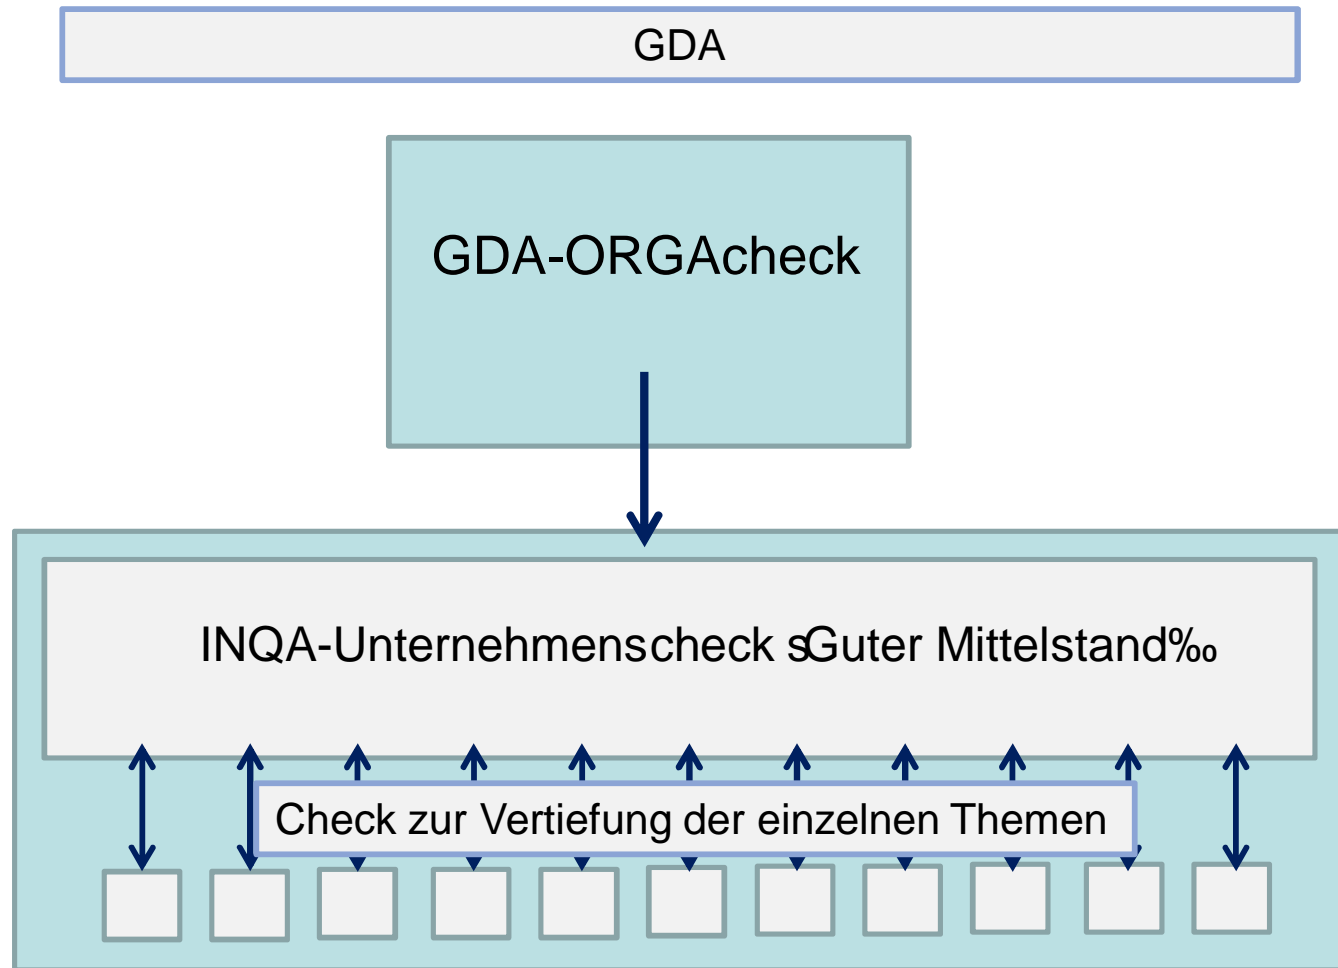 GDA
GDA-ORGAcheck
INQA-Unternehmenscheck sGuter Mittelstand‰
Check zur Vertiefung der einzelnen Themen